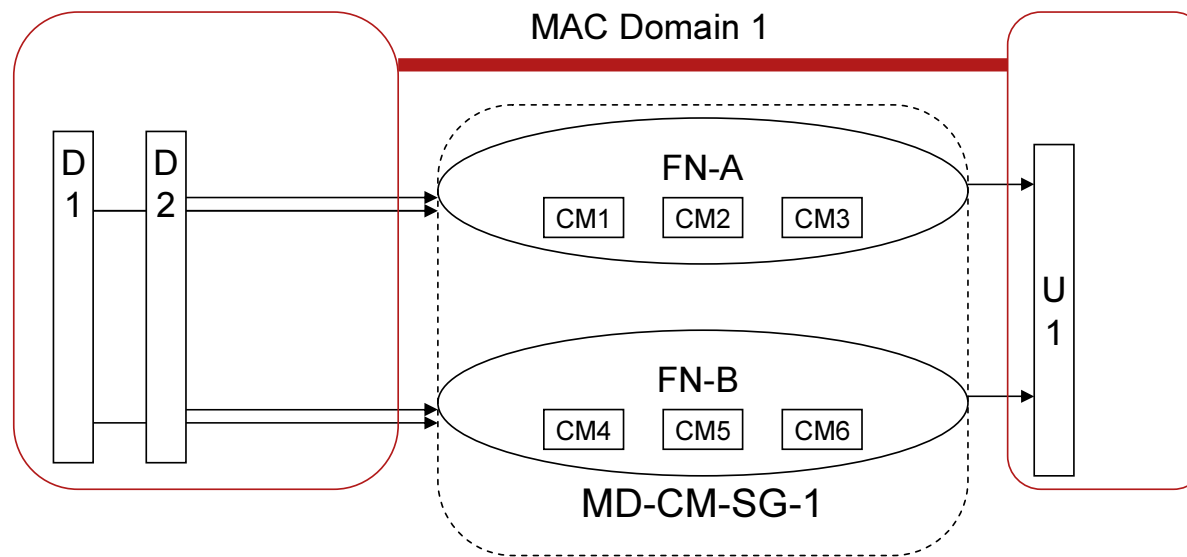 MAC Domain 1
D
1
D
2
FN-A
CM1 CM2 CM3
U
1
FN-B
CM4 CM5 CM6
MD-CM-SG-1